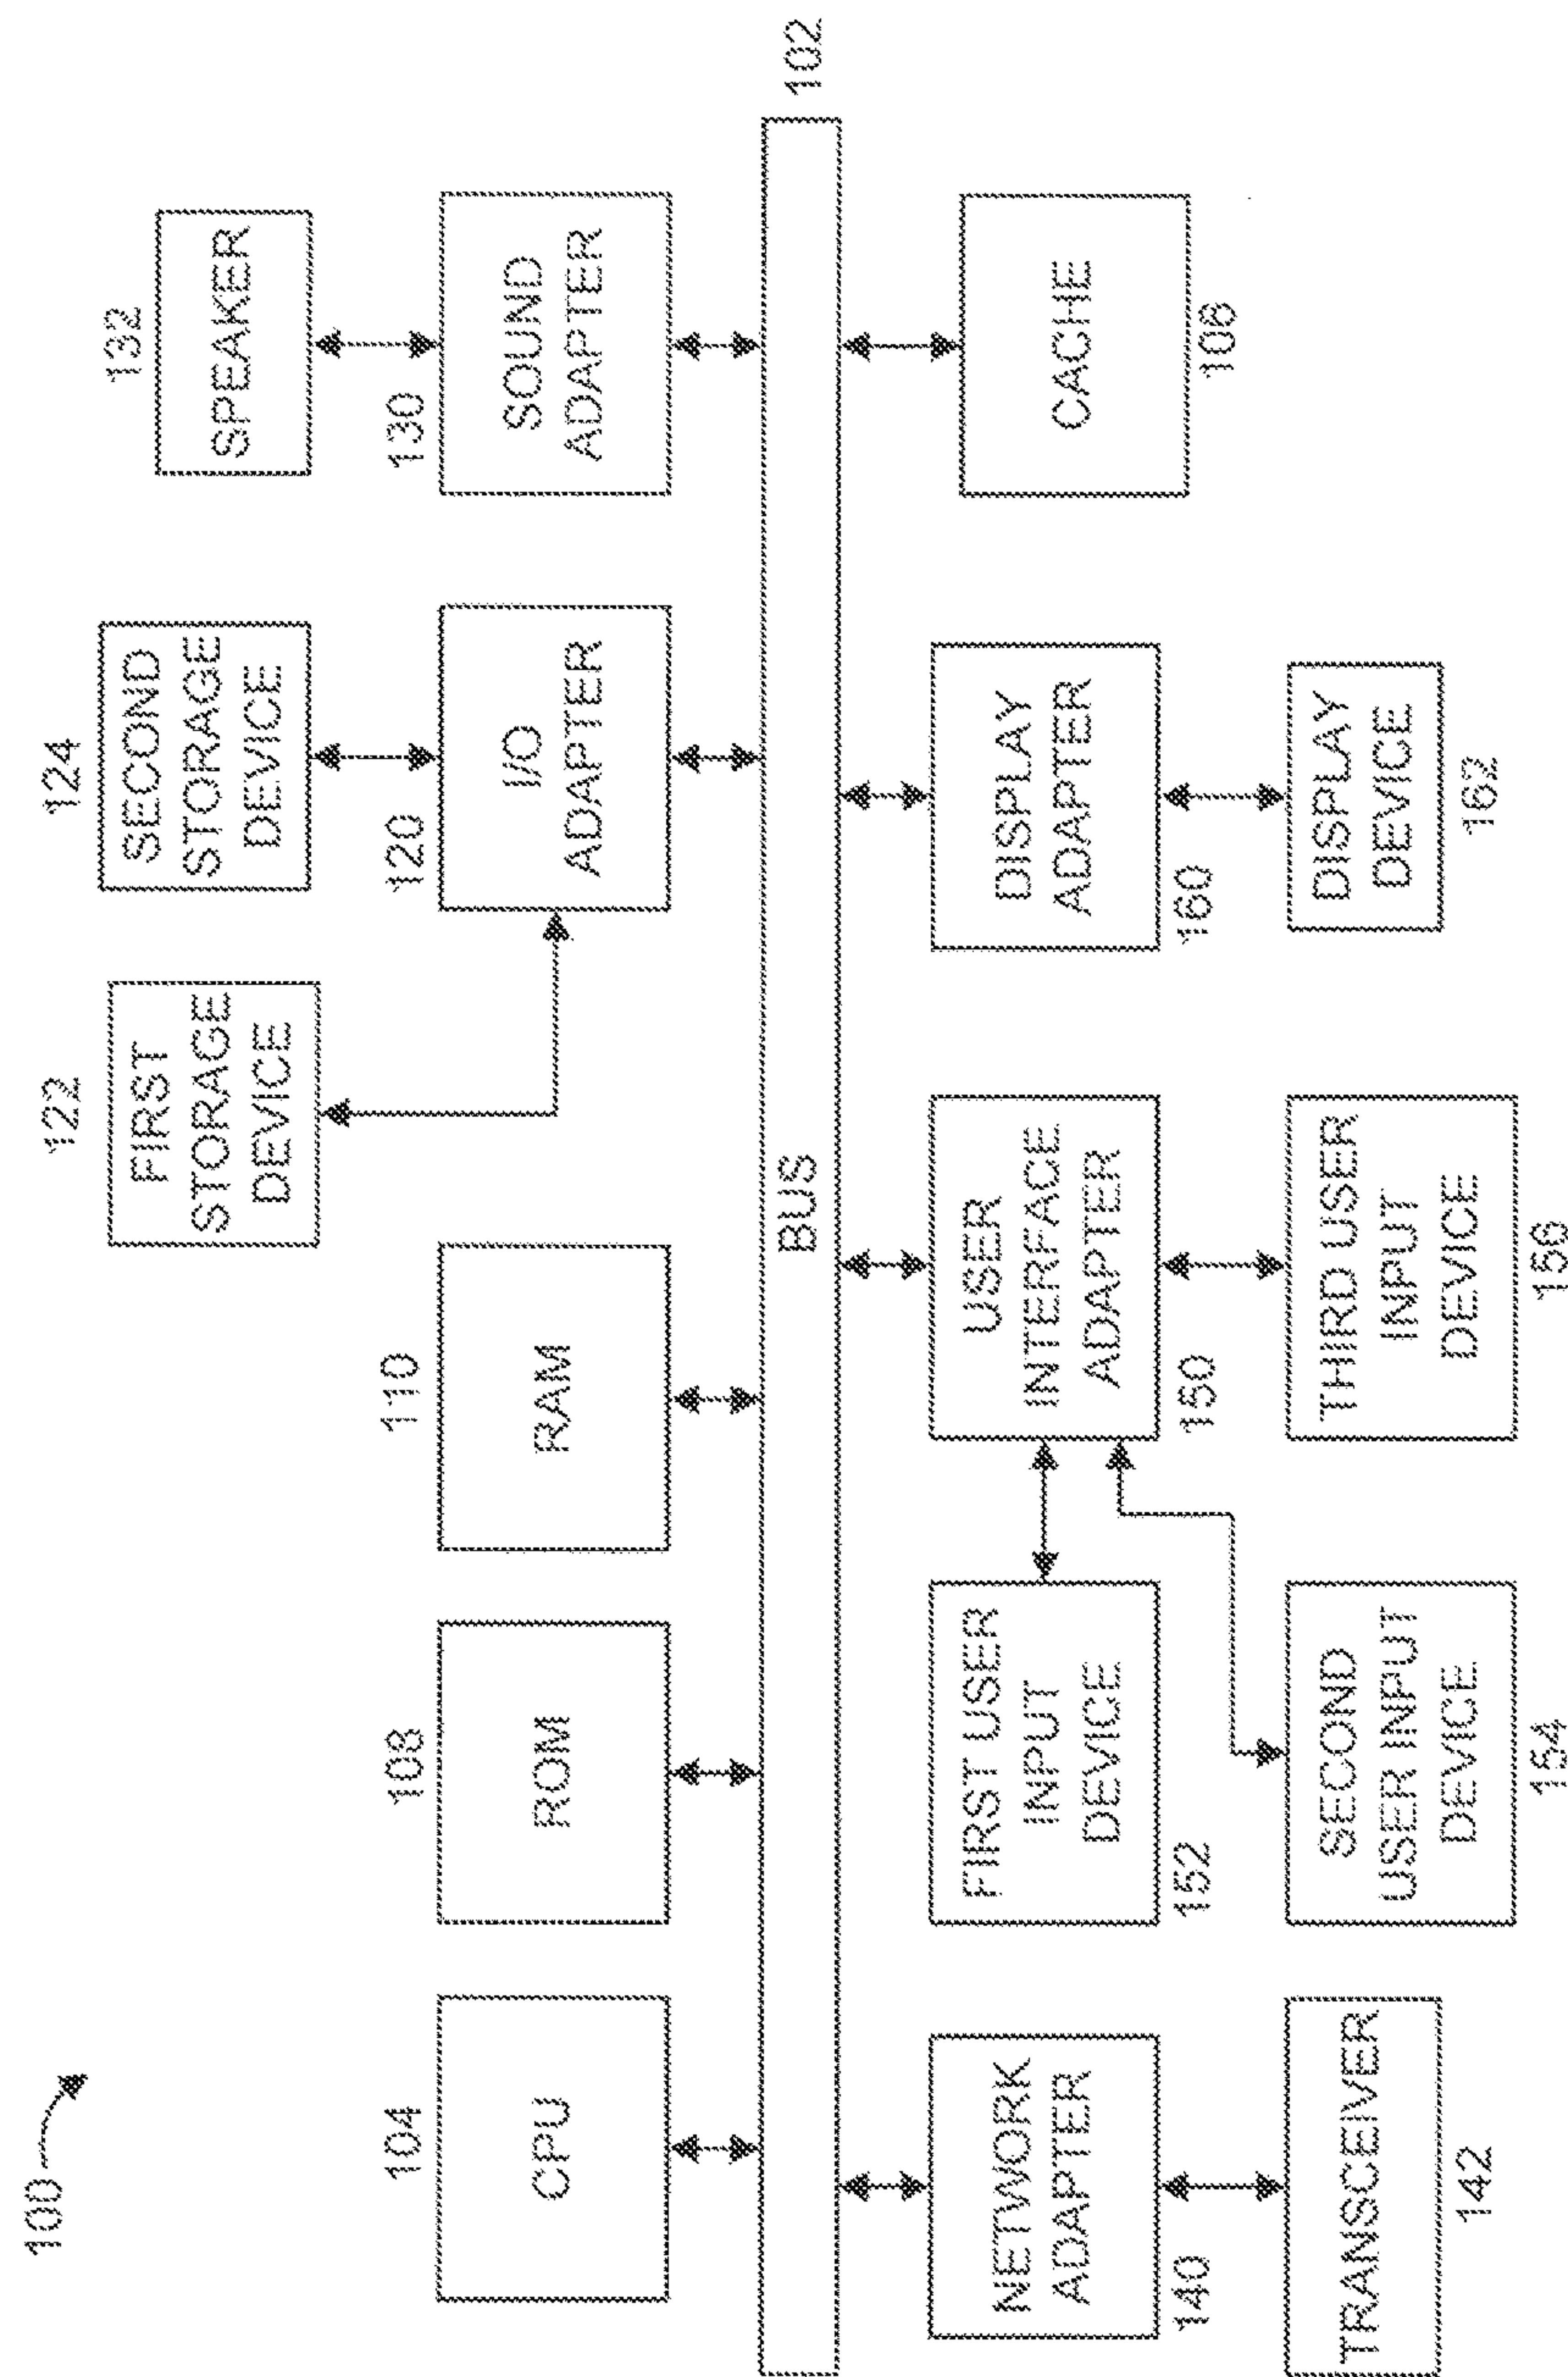 100
122
124
132
FIRST
STORAGE
DEVICE
SECOND
STORAGE
DEVICE
SPEAKER
104
108
110
120
130
CPU
ROM
RAM
I/O
ADAPTER
SOUND
ADAPTER
BUS
102
NETWORK
ADAPTER
FIRST USER
INPUT
DEVICE
USER
INTERFACE
ADAPTER
DISPLAY
ADAPTER
CACHE
140
152
150
160
106
TRANSCEIVER
SECOND
USER INPUT
DEVICE
THIRD USER
INPUT
DEVICE
DISPLAY
DEVICE
142
154
156
162